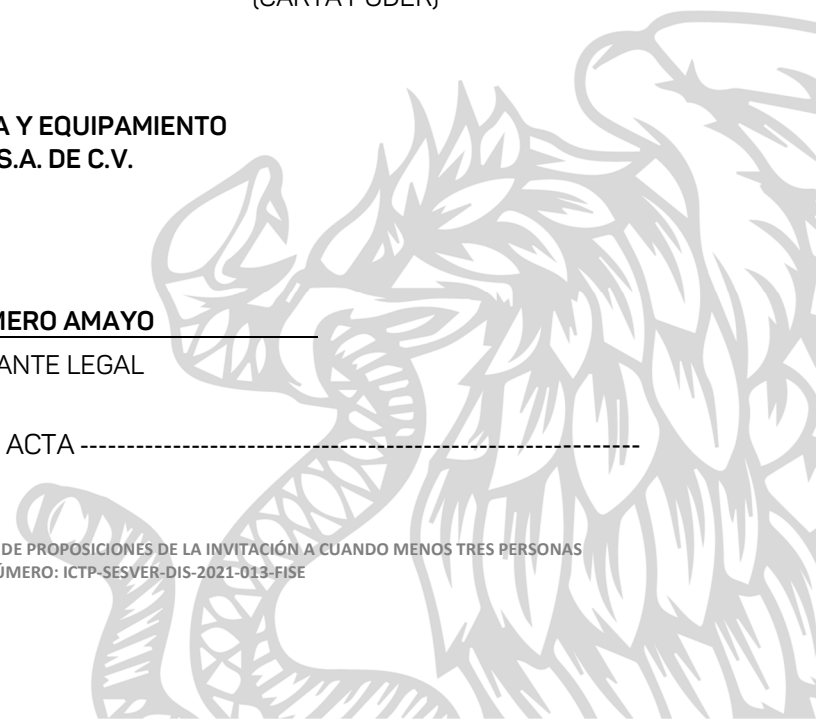 (CARTA PODER)
A Y EQUIPAMIENTO
S.A. DE C.V.
MERO AMAYO
ANTE LEGAL
ACTA -------------------------------------------------------------
DE PROPOSICIONES DE LA INVITACIÓN A CUANDO MENOS TRES PERSONAS
ÚMERO: ICTP-SESVER-DIS-2021-013-FISE